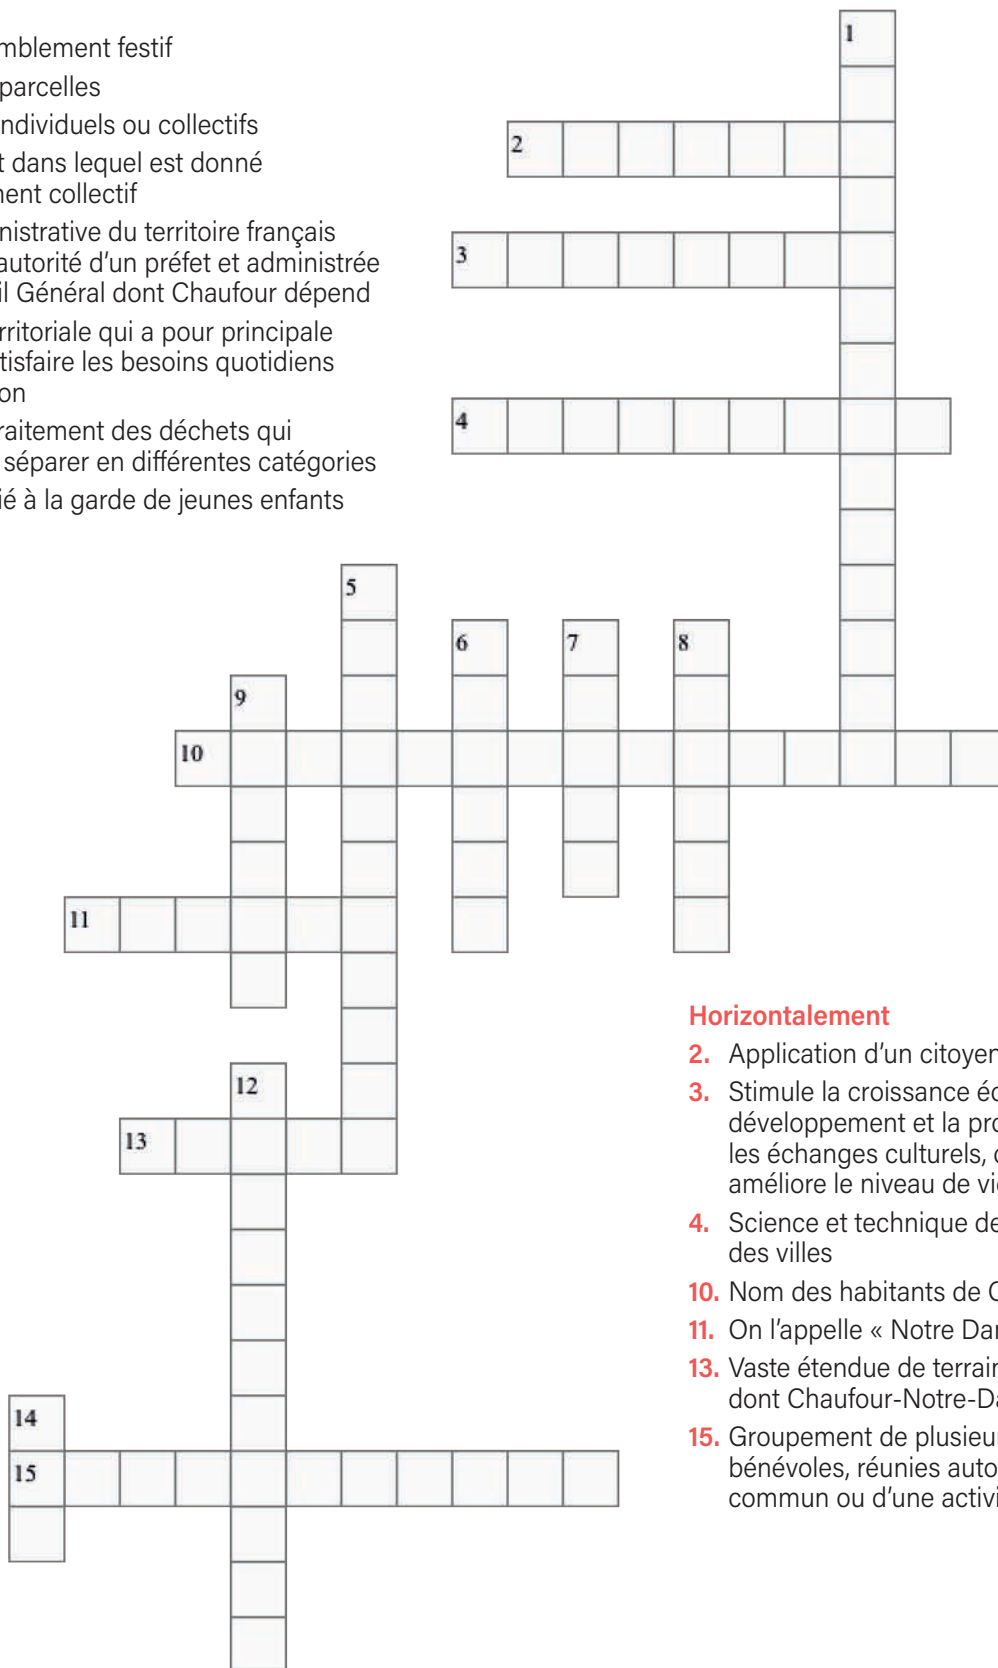 mblement festif
parcelles
ndividuels ou collectifs
t dans lequel est donné
nent collectif
nistrative du territoire français
autorité d'un préfet et administrée
il Général dont Chaufour dépend
rritoriale qui a pour principale
tisfaire les besoins quotidiens
on
raitement des déchets qui
séparer en différentes catégories
ié à la garde de jeunes enfants
1
2
3
4
5
6
7
8
9
10
11
12
13
14
15
Horizontalement
2. Application d'un citoyen
3. Stimule la croissance éc
développement et la pro
les échanges culturels, c
améliore le niveau de vie
4. Science et technique de
des villes
10. Nom des habitants de C
11. On l'appelle « Notre Dar
13. Vaste étendue de terrain
dont Chaufour-Notre-Da
15. Groupement de plusieur
bénévoles, réunies auto
commun ou d'une activi